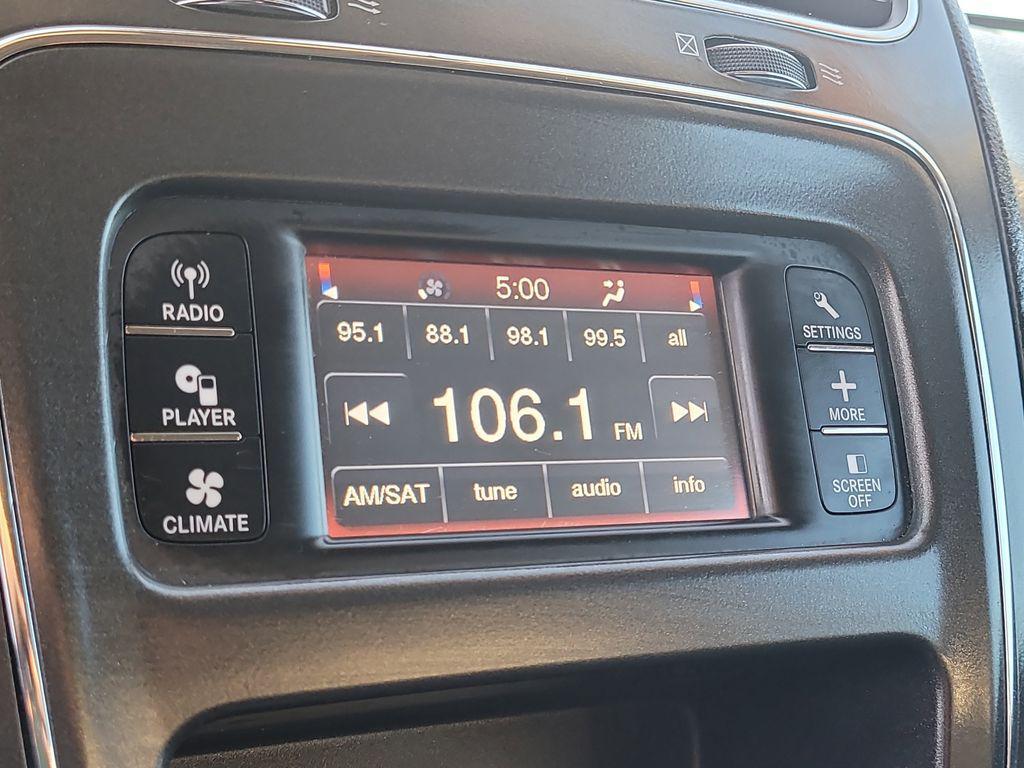 RADIO
PLAYER
CLIMATE
5:00
95.1 88.1 98.1 99.5 all
106.1 FM
AM/SAT tune audio info
SETTINGS
MORE
SCREEN
OFF